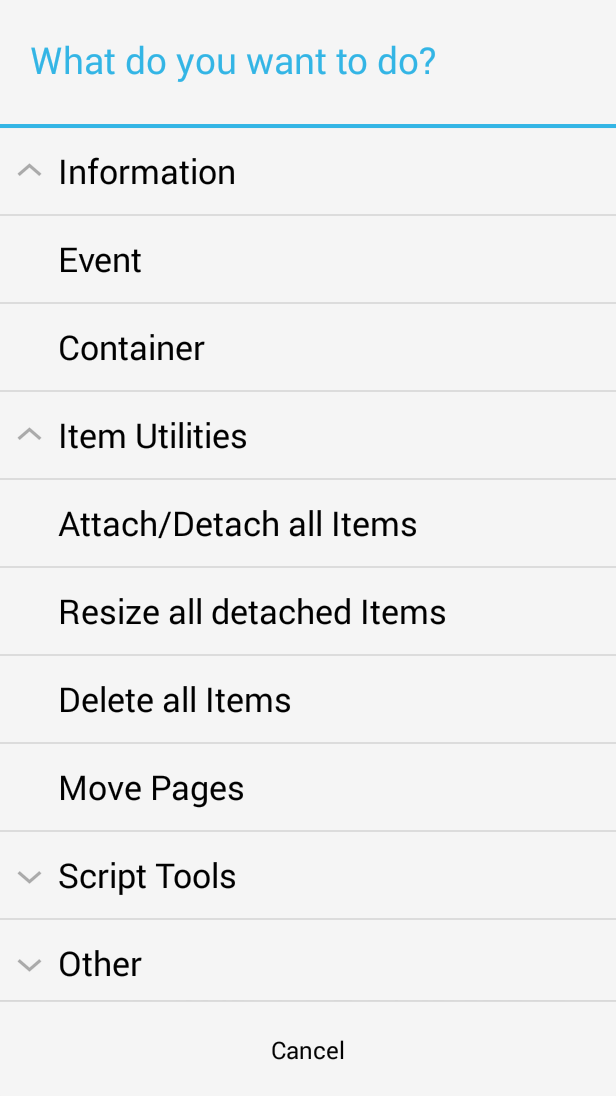 What do you want to do?
Information
Event
Container
Item Utilities
Attach/Detach all Items
Resize all detached Items
Delete all Items
Move Pages
Script Tools
Other
Cancel